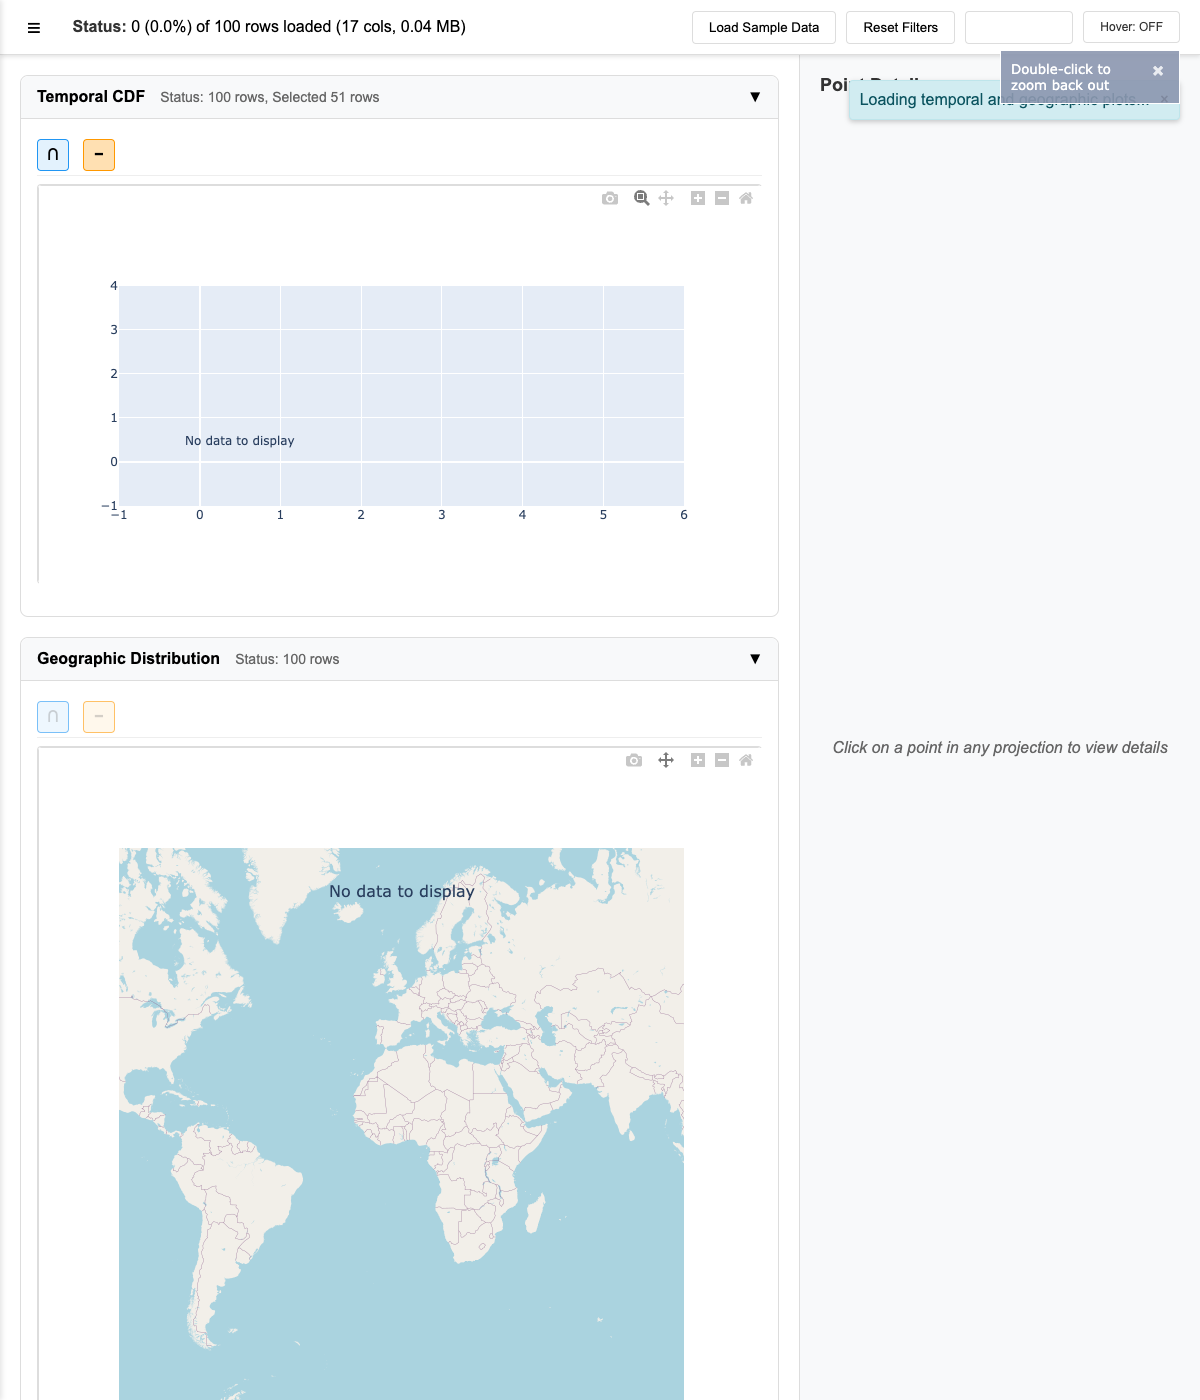 ☰ Status: 0 (0.0%) of 100 rows loaded (17 cols, 0.04 MB)
Load Sample Data
Reset Filters
Hover: OFF
Double-click to
zoom back out
Loading temporal and geographic plots...
Temporal CDF
Status: 100 rows, Selected 51 rows
▼
∩
−
4
3
2
1
0
−1
No data to display
−1 0 1 2 3 4 5 6
Geographic Distribution
Status: 100 rows
▼
∩
−
No data to display
Click on a point in any projection to view details